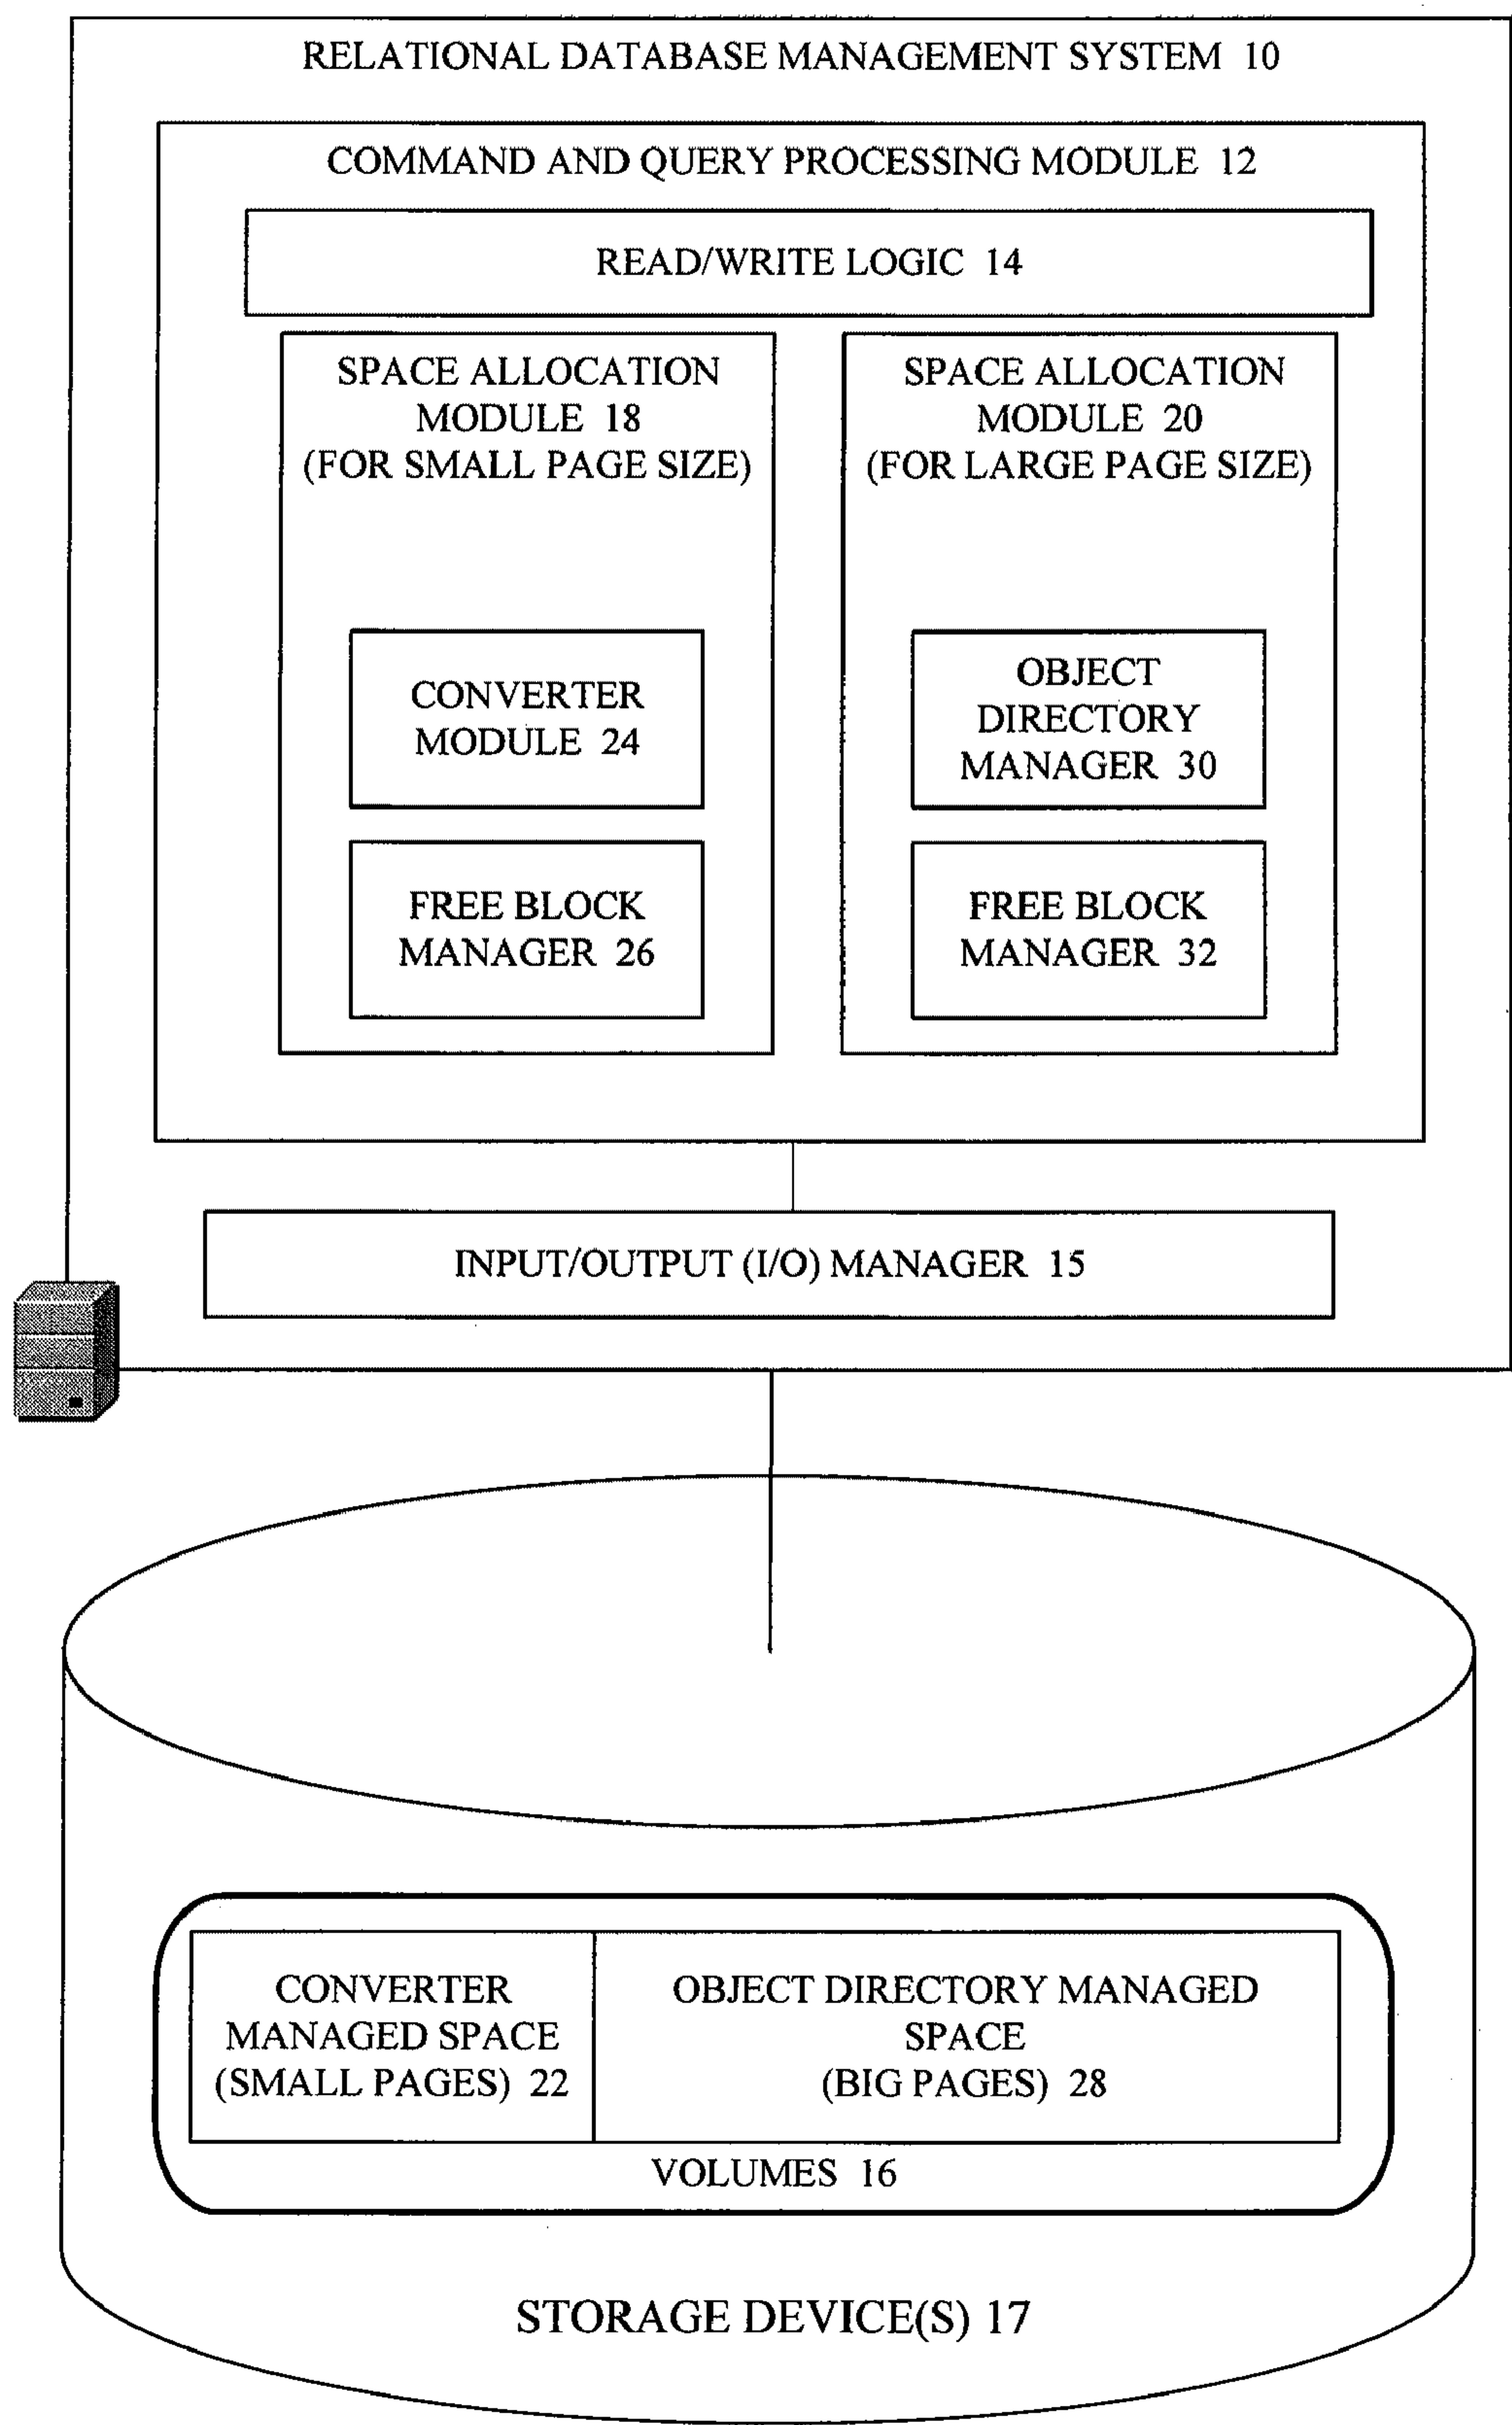 RELATIONAL DATABASE MANAGEMENT SYSTEM 10
COMMAND AND QUERY PROCESSING MODULE 12
READ/WRITE LOGIC 14
SPACE ALLOCATION
MODULE 18
(FOR SMALL PAGE SIZE)
CONVERTER
MODULE 24
FREE BLOCK
MANAGER 26
SPACE ALLOCATION
MODULE 20
(FOR LARGE PAGE SIZE)
OBJECT
DIRECTORY
MANAGER 30
FREE BLOCK
MANAGER 32
INPUT/OUTPUT (I/O) MANAGER 15
CONVERTER
MANAGED SPACE
(SMALL PAGES) 22
OBJECT DIRECTORY MANAGED
SPACE
(BIG PAGES) 28
VOLUMES 16
STORAGE DEVICE(S) 17